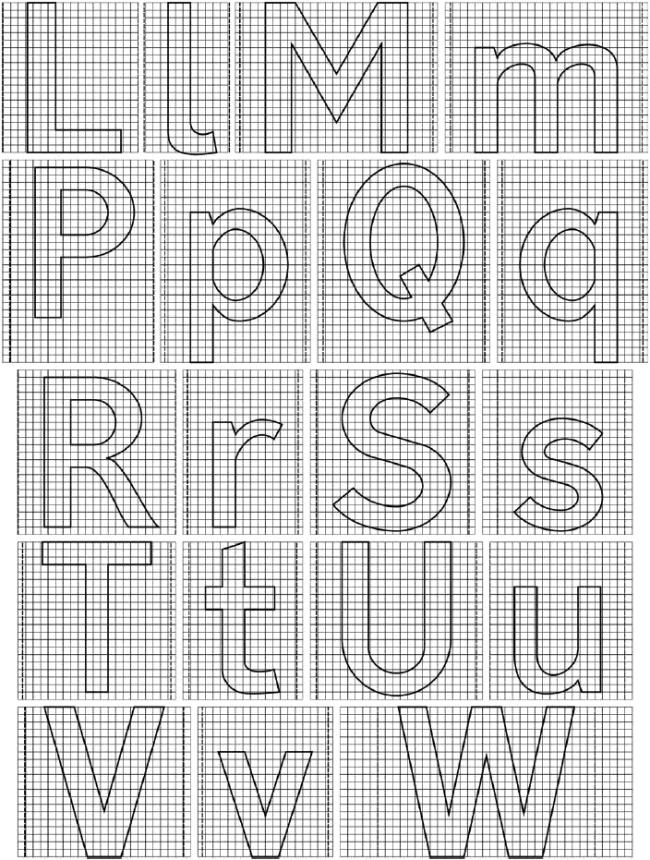 L l M m
P p Q q
R r S s
T t U u
V v W